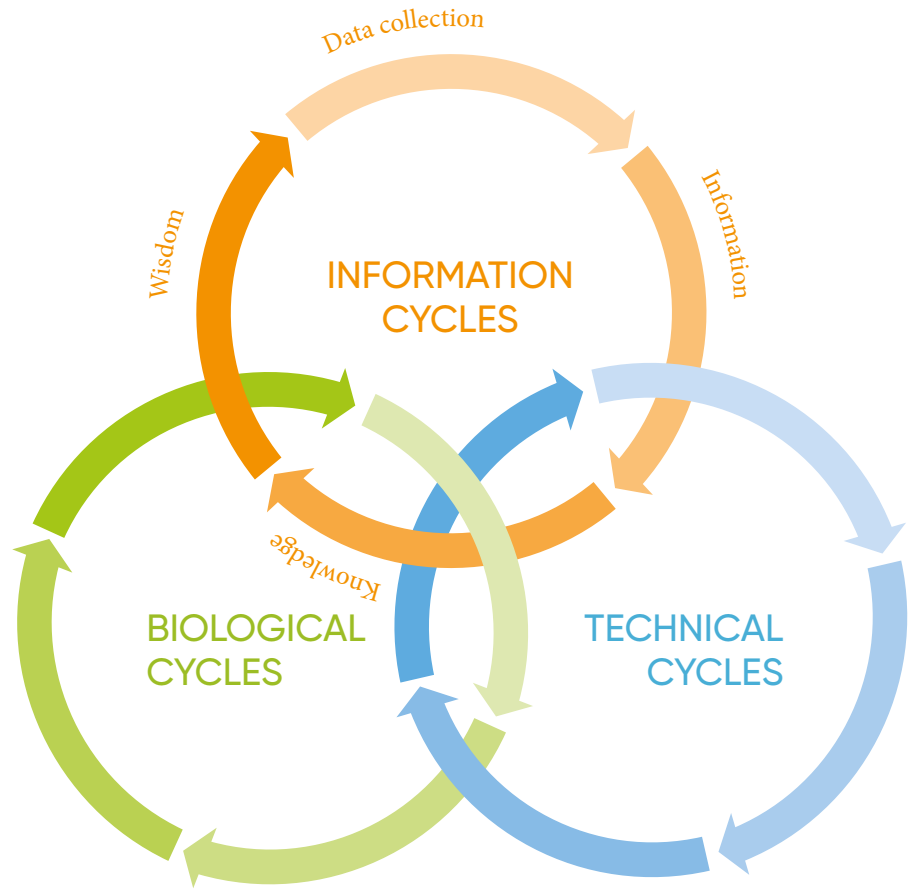 Data collection
Information
Wisdom
INFORMATION
CYCLES
Knowledge
BIOLOGICAL
CYCLES
TECHNICAL
CYCLES